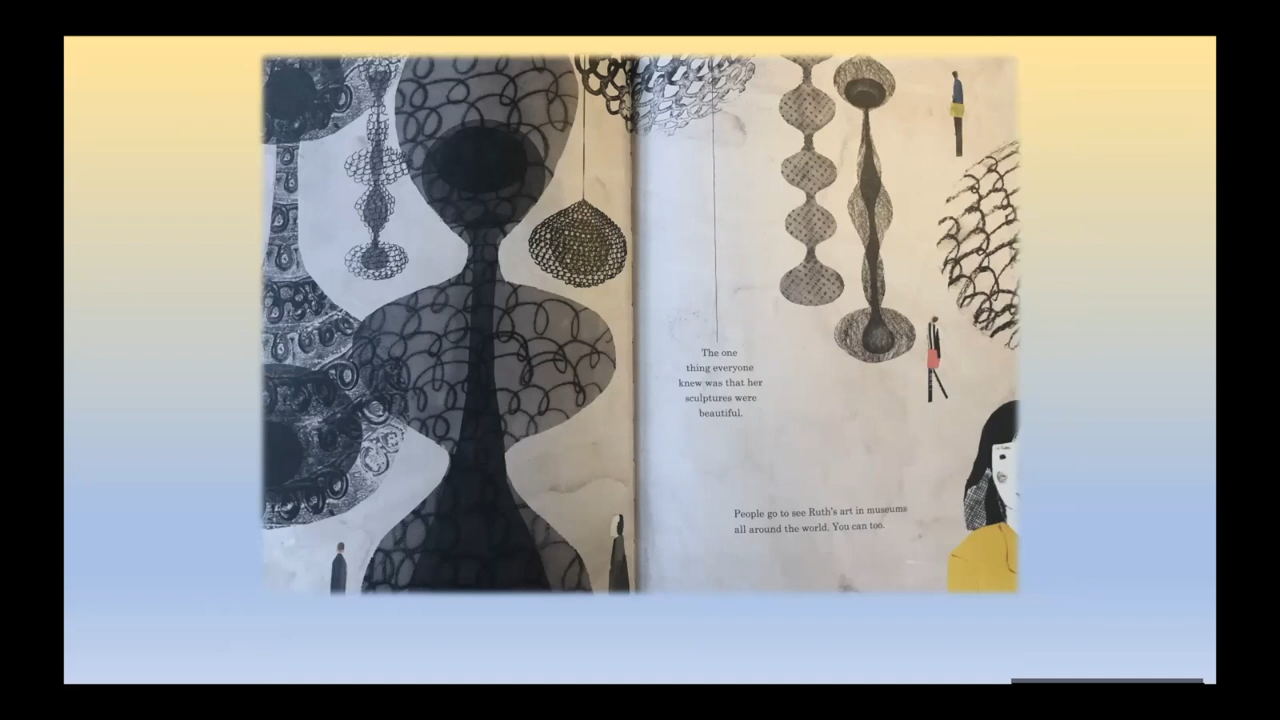 The one
thing everyone
knew was that her
sculptures were
beautiful.
People go to see Ruth's art in museums
all around the world. You can too.